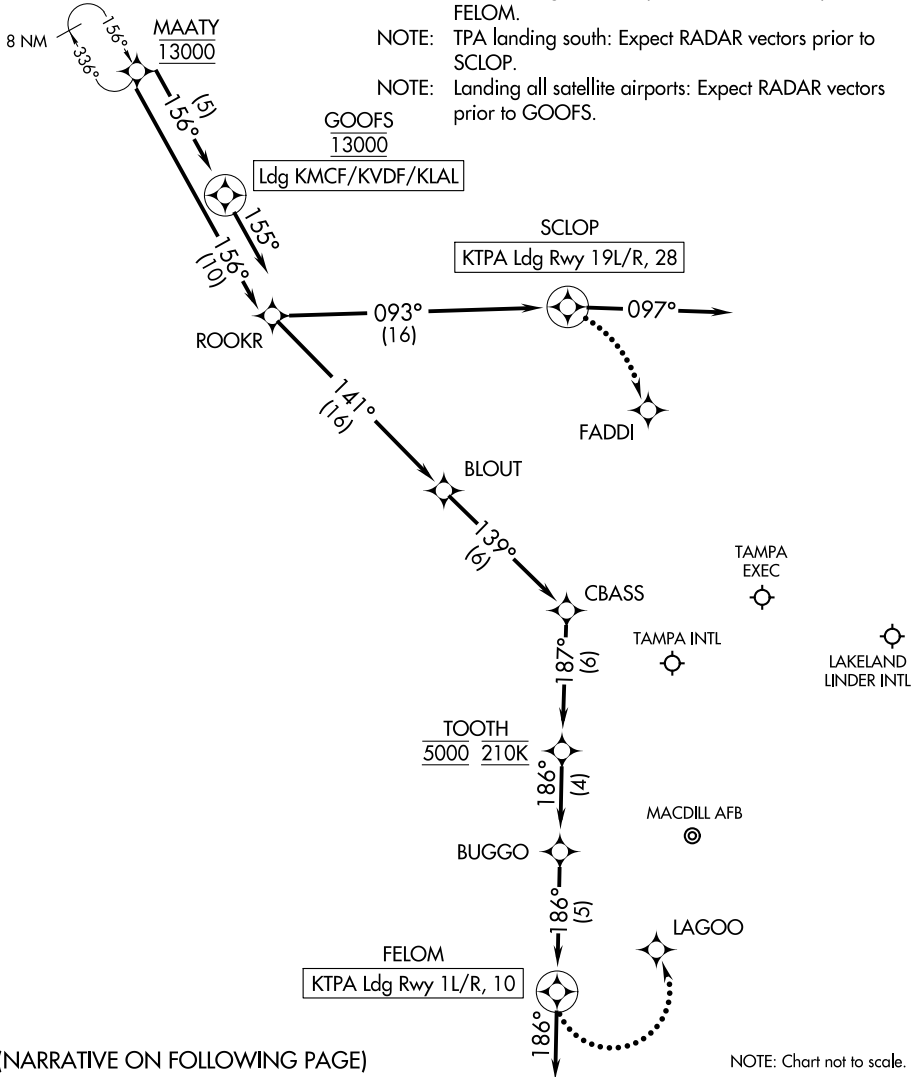 FELOM.
NOTE: TPA landing south: Expect RADAR vectors prior to
SCLOP.
NOTE: Landing all satellite airports: Expect RADAR vectors
prior to GOOFS.
8 NM
156°
336°
MAATY
13000
156°
(5)
GOOFS
13000
Ldg KMCF/KVDF/KLAL
155°
156°
(10)
SCLOP
KTPA Ldg Rwy 19L/R, 28
ROOKR
093°
(16)
097°
141°
(16)
FADDI
BLOUT
139°
(6)
CBASS
TAMPA
EXEC
TAMPA INTL
LAKELAND
LINDER INTL
187°
(6)
TOOTH
5000 210K
186°
(4)
MACDILL AFB
BUGGO
186°
(5)
LAGOO
FELOM
KTPA Ldg Rwy 1L/R, 10
186°
(NARRATIVE ON FOLLOWING PAGE)
NOTE: Chart not to scale.